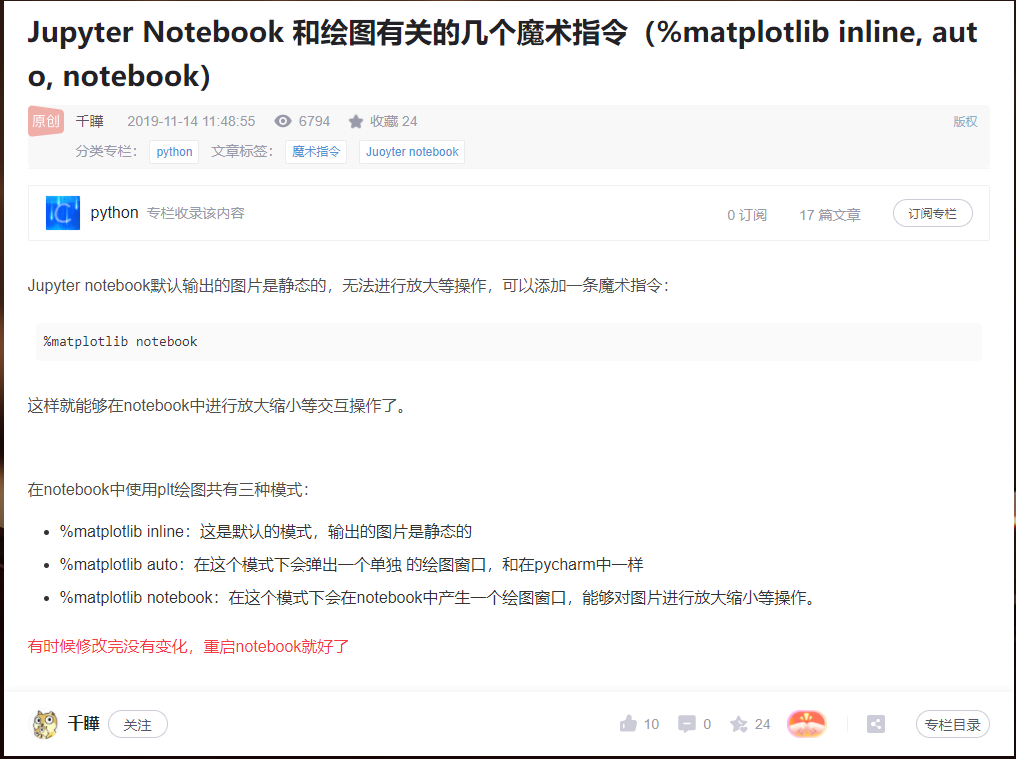 Jupyter Notebook 和绘图有关的几个魔术指令（%matplotlib inline, aut
o, notebook）
原创 千瞱 2019-11-14 11:48:55 6794 收藏 24 版权
分类专栏： python 文章标签： 魔术指令 Juoyter notebook
python 专栏收录该内容 0 订阅 17 篇文章 订阅专栏
Jupyter notebook默认输出的图片是静态的，无法进行放大等操作，可以添加一条魔术指令：
%matplotlib notebook
这样就能够在notebook中进行放大缩小等交互操作了。
在notebook中使用plt绘图共有三种模式：
%matplotlib inline：这是默认的模式，输出的图片是静态的
%matplotlib auto：在这个模式下会弹出一个单独 的绘图窗口，和在pycharm中一样
%matplotlib notebook：在这个模式下会在notebook中产生一个绘图窗口，能够对图片进行放大缩小等操作。
有时候修改完没有变化，重启notebook就好了
千瞱 关注 10 0 24 专栏目录